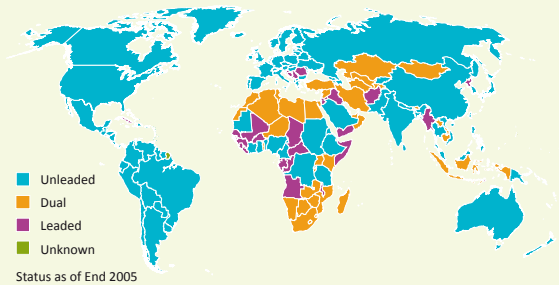 Unleaded
Dual
Leaded
Unknown
Status as of End 2005